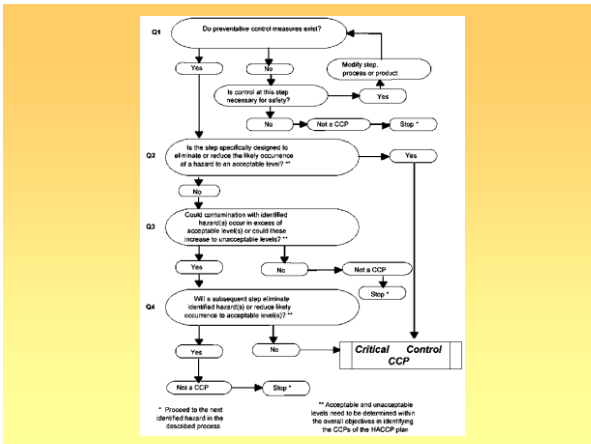 Q1
Do preventative control measures exist?
Yes
No
Modify step,
process or product
Is control at this step
necessary for safety?
Yes
No
Not a CCP
Stop *
Q2
Is the step specifically designed to
eliminate or reduce the likely occurrence
of a hazard to an acceptable level? **
Yes
No
Q3
Could contamination with identified
hazard(s) occur in excess of
acceptable level(s) or could these
increase to unacceptable levels? **
Yes
No
Not a CCP
Stop *
Q4
Will a subsequent step eliminate
identified hazard(s) or reduce likely
occurrence to acceptable level(s)? **
Yes
No
Critical Control
CCP
Not a CCP
Stop *
* Proceed to the next
identified hazard in the
described process
** Acceptable and unacceptable
levels need to be determined within
the overall objectives in identifying
the CCPs of the HACCP plan